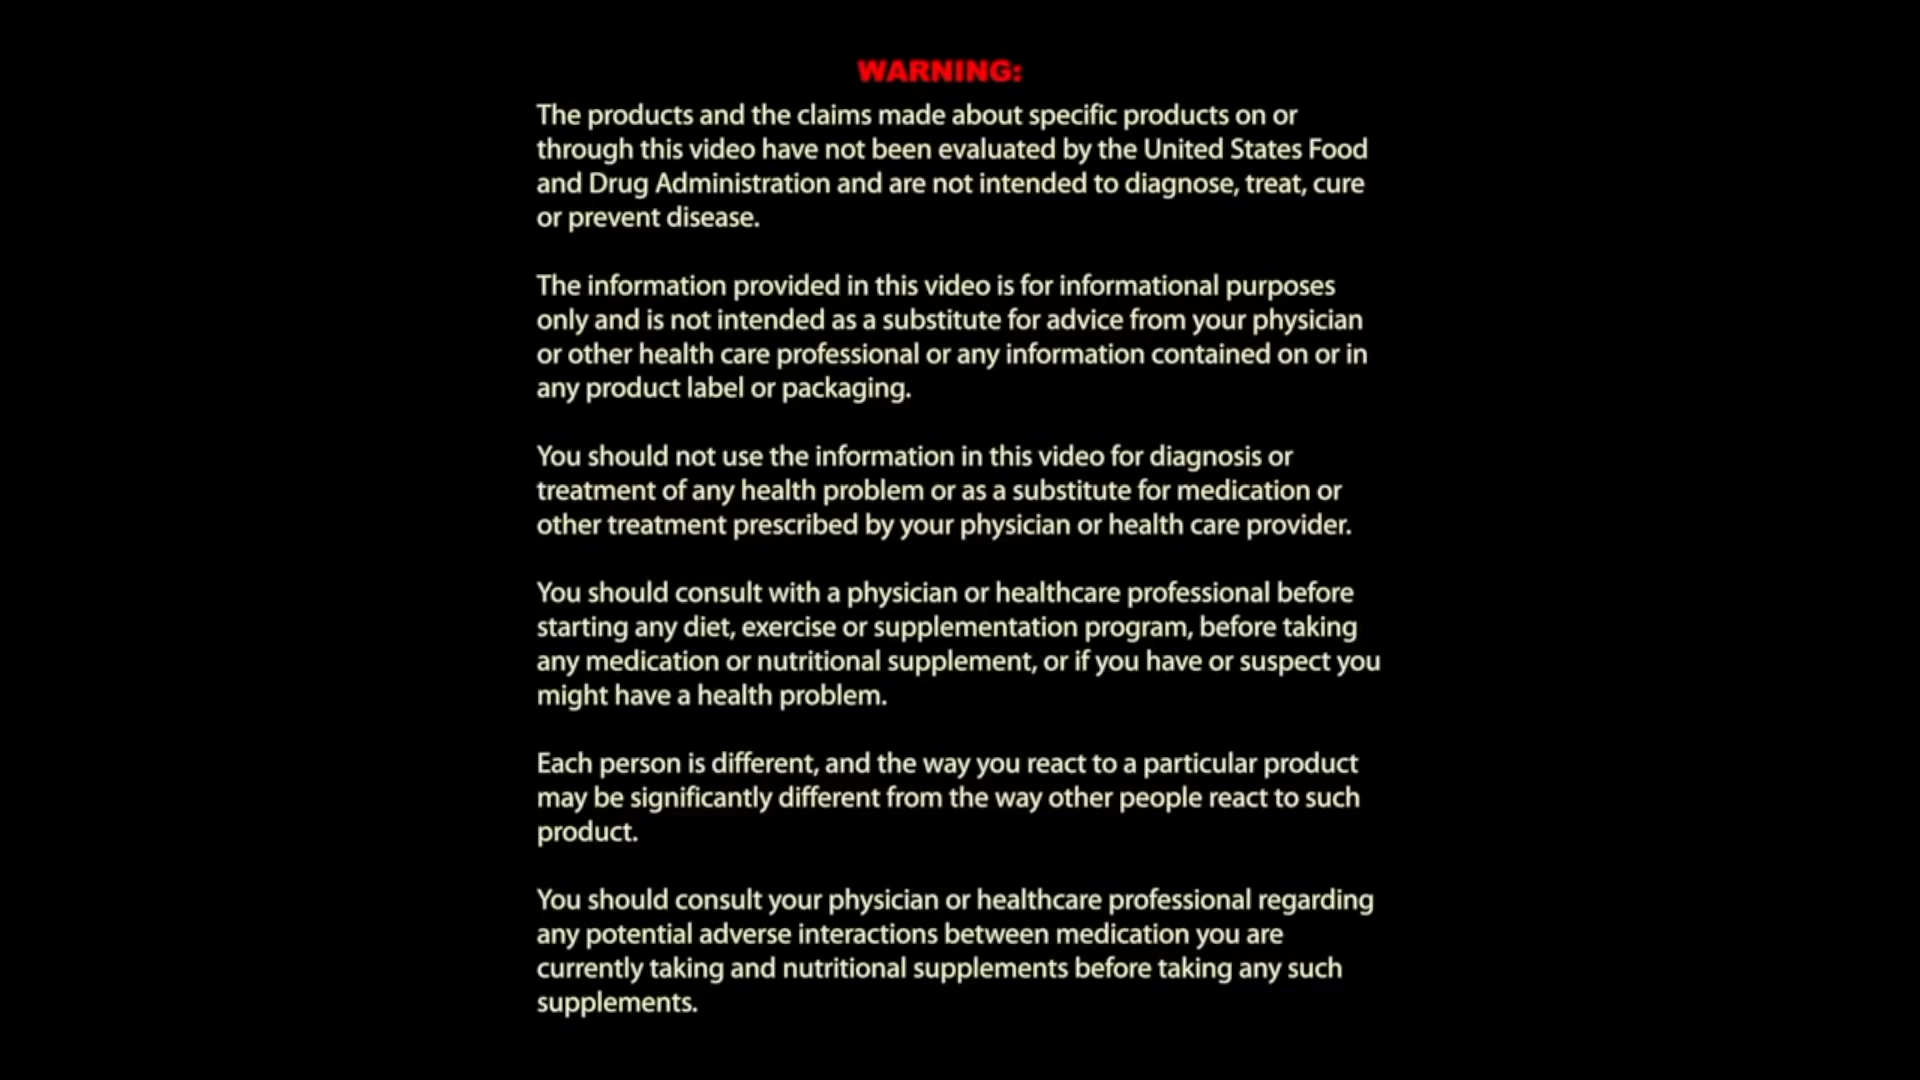 WARNING:
The products and the claims made about specific products on or
through this video have not been evaluated by the United States Food
and Drug Administration and are not intended to diagnose, treat, cure
or prevent disease.
The information provided in this video is for informational purposes
only and is not intended as a substitute for advice from your physician
or other health care professional or any information contained on or in
any product label or packaging.
You should not use the information in this video for diagnosis or
treatment of any health problem or as a substitute for medication or
other treatment prescribed by your physician or health care provider.
You should consult with a physician or healthcare professional before
starting any diet, exercise or supplementation program, before taking
any medication or nutritional supplement, or if you have or suspect you
might have a health problem.
Each person is different, and the way you react to a particular product
may be significantly different from the way other people react to such
product.
You should consult your physician or healthcare professional regarding
any potential adverse interactions between medication you are
currently taking and nutritional supplements before taking any such
supplements.